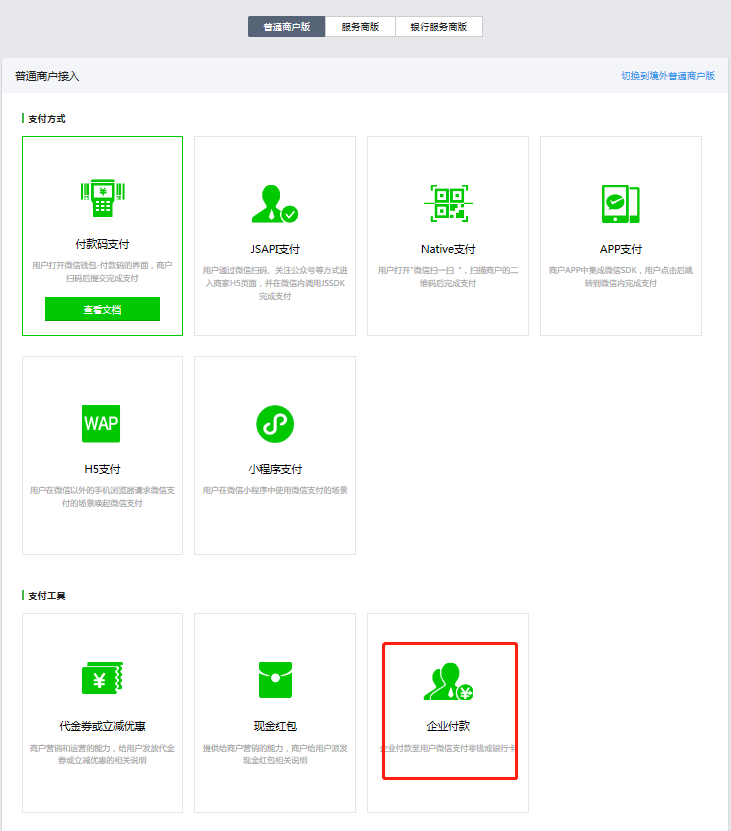 普通商户版 服务商版 银行服务商版
普通商户接入 切换到境外普通商户版
支付方式
付款码支付
用户打开微信钱包-付款码的界面，商户
扫码后提交完成支付
查看文档
JSAPI支付
用户通过微信扫码、关注公众号等方式进
入商家H5页面，并在微信内调用JSSDK
完成支付
Native支付
用户打开"微信扫一扫 "，扫描商户的二
维码后完成支付
APP支付
商户APP中集成微信SDK，用户点击后跳
转到微信内完成支付
WAP
H5支付
用户在微信以外的手机浏览器请求微信支
付的场景唤起微信支付
小程序支付
用户在微信小程序中使用微信支付的场景
支付工具
代金券或立减优惠
商户营销和运营的能力，给用户发放代金
券或立减优惠的相关说明
现金红包
提供给商户营销的能力，商户给用户派发
现金红包相关说明
企业付款
企业付款至用户微信支付零钱或银行卡